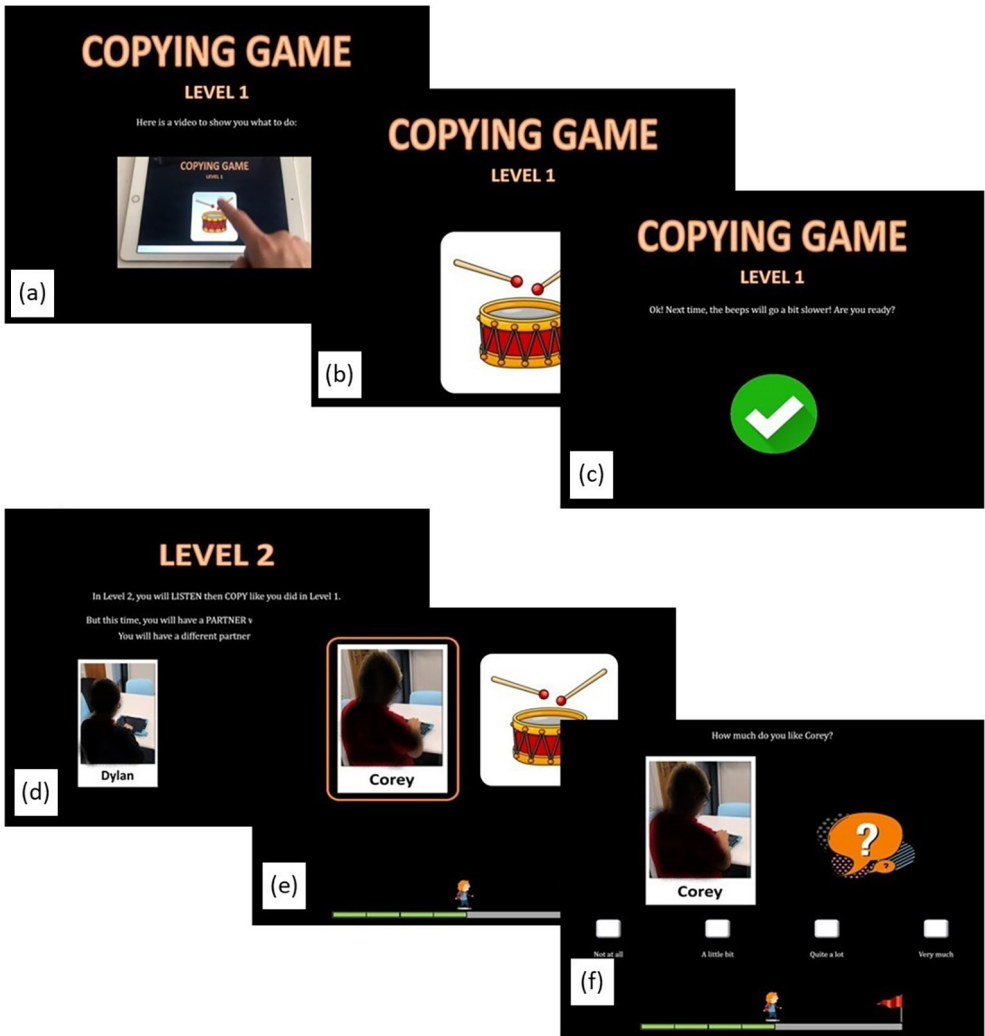 COPYING GAME
LEVEL 1
Here is a video to show you what to do:
COPYING GAME
LEVEL 1
(a)
COPYING GAME
LEVEL 1
(b)
COPYING GAME
LEVEL 1
Ok! Next time, the beeps will go a bit slower! Are you ready?
(c)
LEVEL 2
In Level 2, you will LISTEN then COPY like you did in Level 1.
But this time, you will have a PARTNER
You will have a different partner
Dylan
(d)
Corey
(e)
How much do you like Corey?
?
?
Corey
Not at all
A little bit
Quite a lot
Very much
(f)